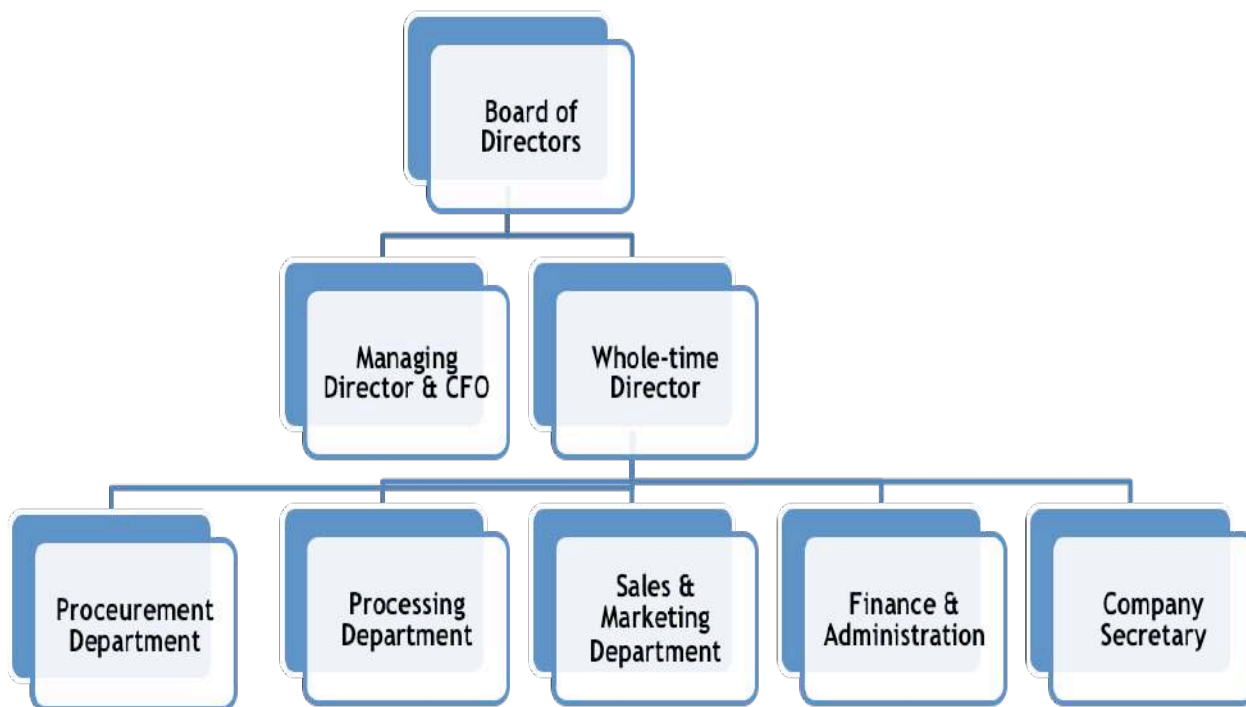 Board of
Directors
Managing
Director & CFO
Whole-time
Director
Proceurement
Department
Processing
Department
Sales &
Marketing
Department
Finance &
Administration
Company
Secretary